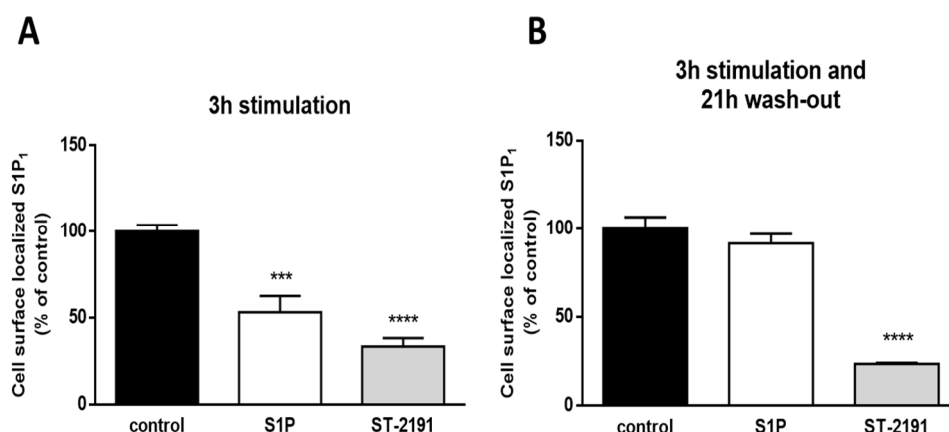 A
3h stimulation
Cell surface localized S1P₁
(% of control)
150
100
50
0
***
****
control
S1P
ST-2191
B
3h stimulation and
21h wash-out
Cell surface localized S1P₁
(% of control)
150
100
50
0
****
control
S1P
ST-2191